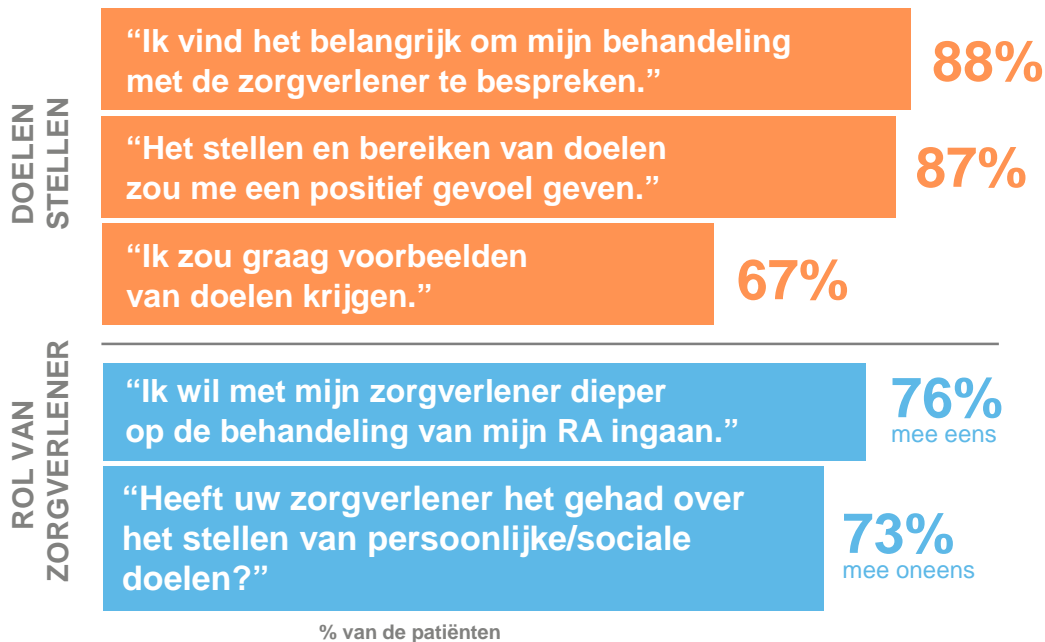 DOELEN
STELLEN
“Ik vind het belangrijk om mijn behandeling
met de zorgverlener te bespreken.”
88%
“Het stellen en bereiken van doelen
zou me een positief gevoel geven.”
87%
“Ik zou graag voorbeelden
van doelen krijgen.”
67%
ROL VAN
ZORGVERLENER
“Ik wil met mijn zorgverlener dieper
op de behandeling van mijn RA ingaan.”
76%
mee eens
“Heeft uw zorgverlener het gehad over
het stellen van persoonlijke/sociale
doelen?”
73%
mee oneens
% van de patiënten